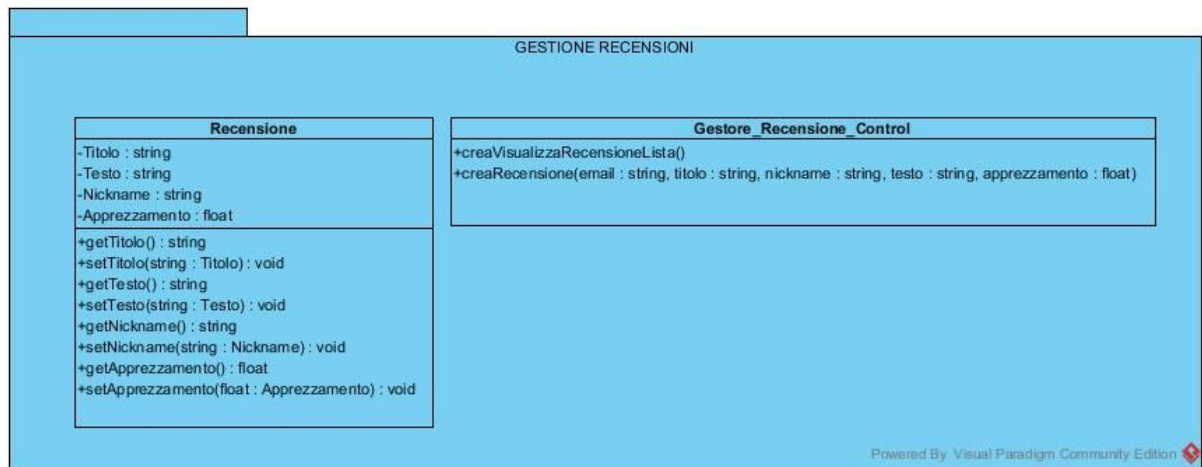 GESTIONE RECENSIONI
Recensione
-Titolo : string
-Testo : string
-Nickname : string
-Apprezzamento : float
+getTitolo() : string
+setTitolo(string : Titolo) : void
+getTesto() : string
+setTesto(string : Testo) : void
+getNickname() : string
+setNickname(string : Nickname) : void
+getApprezzamento() : float
+setApprezzamento(float : Apprezzamento) : void
Gestore_Recensione_Control
+creaVisualizzaRecensioneLista()
+creaRecensione(email : string, titolo : string, nickname : string, testo : string, apprezzamento : float)
Powered By Visual Paradigm Community Edition